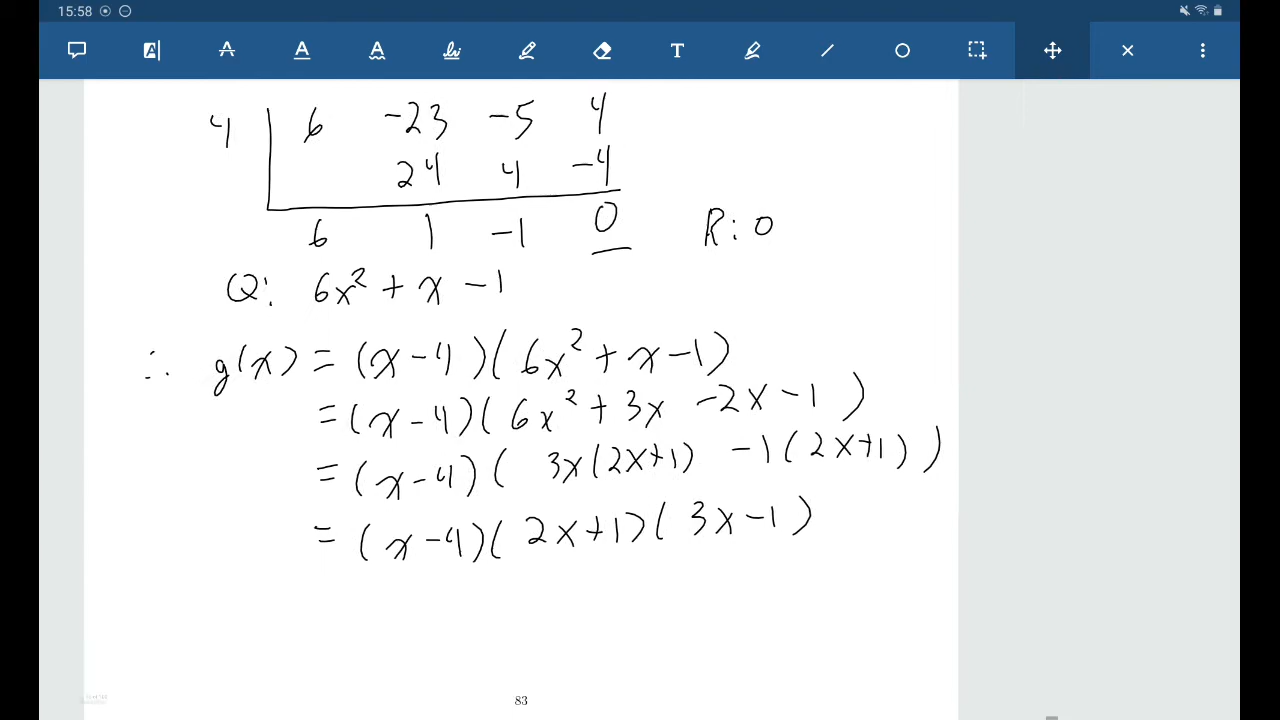 15:58
4 | 6 -23 -5 4
24 4 -4
6 1 -1 0 R: 0
Q: 6x² + x - 1
∴ g(x) = (x-4)(6x² + x - 1)
= (x-4)(6x² + 3x - 2x - 1)
= (x-4)( 3x(2x+1) - 1(2x+1))
= (x-4)(2x+1)(3x-1)
83